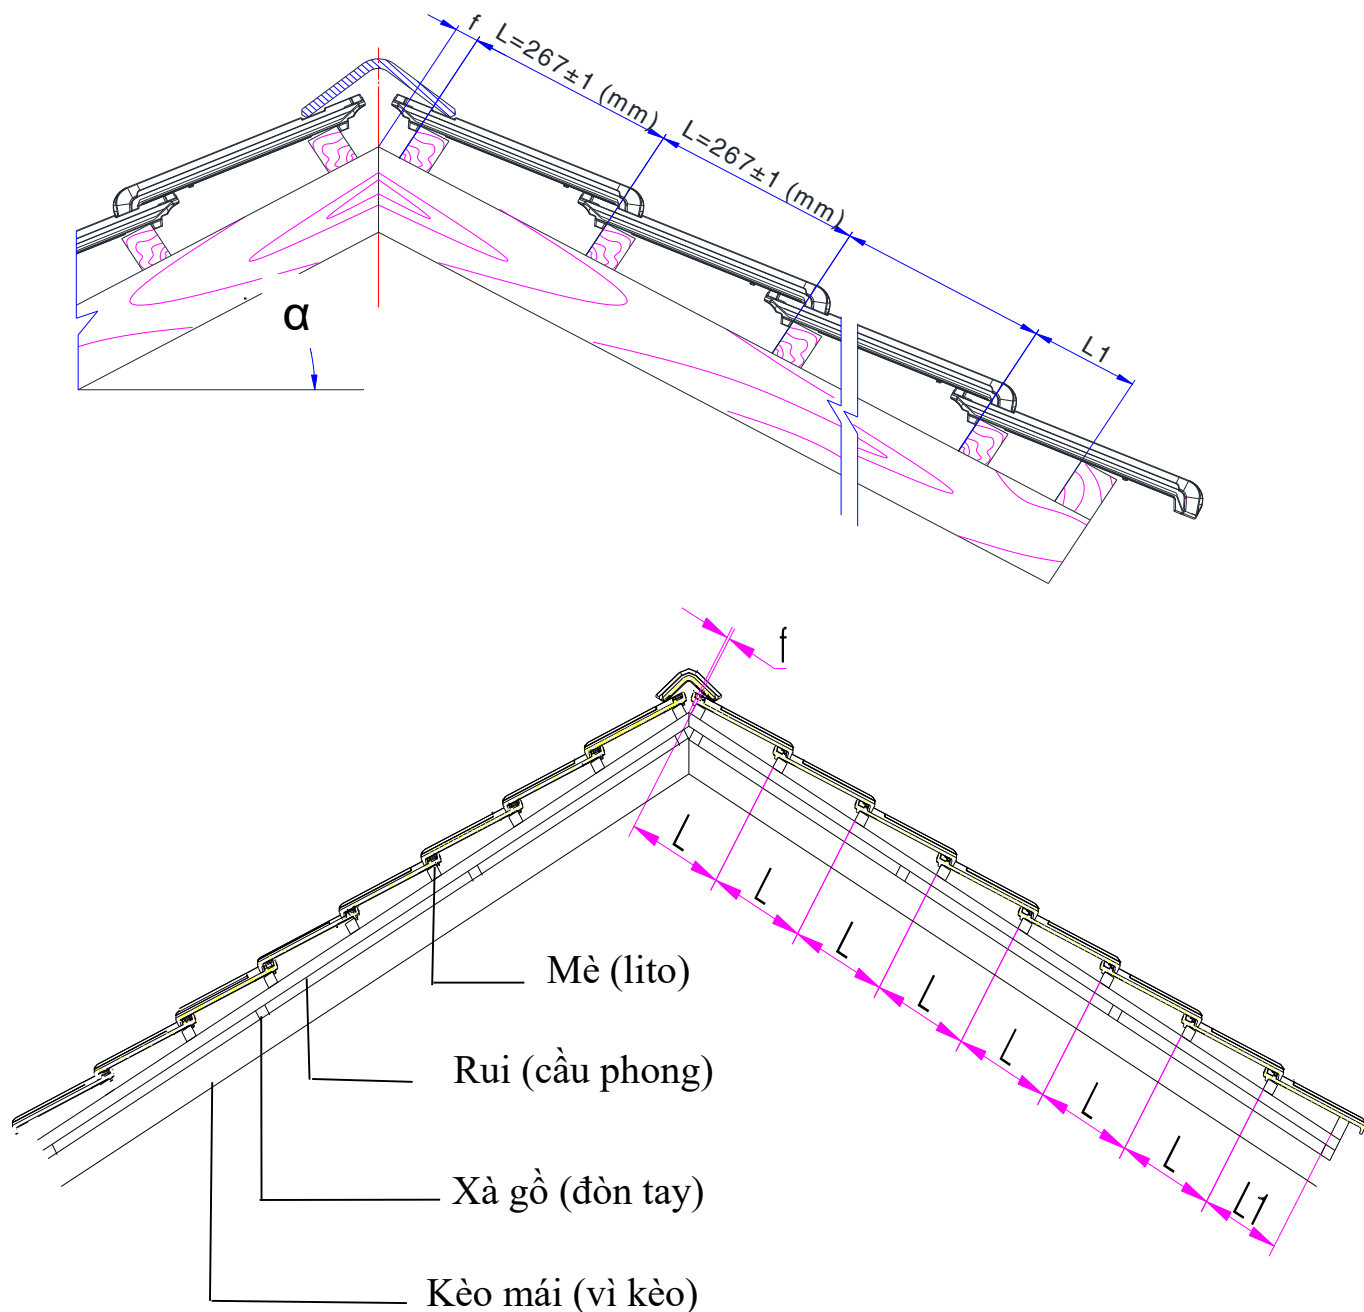 f
L=267±1 (mm)
L=267±1 (mm)
L1
α
f
L
L
L
L
L
L
L
L1
Mè (lito)
Rui (cầu phong)
Xà gồ (đòn tay)
Kèo mái (vì kèo)